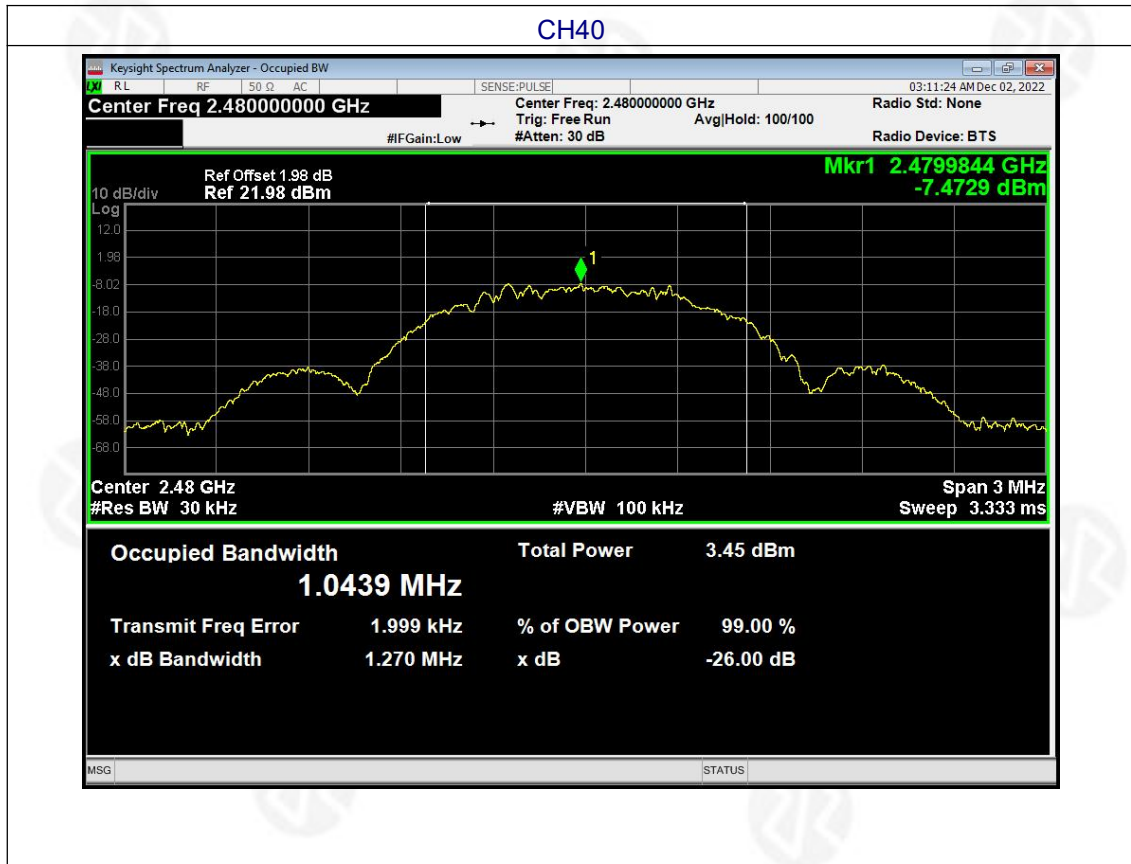 CH40
Keysight Spectrum Analyzer - Occupied BW
LXI RL RF 50 Ω AC SENSE:PULSE 03:11:24 AM Dec 02, 2022
Center Freq 2.480000000 GHz Center Freq: 2.480000000 GHz Radio Std: None
Trig: Free Run Avg|Hold: 100/100
#IFGain:Low #Atten: 30 dB Radio Device: BTS
Mkr1 2.4799844 GHz
Ref Offset 1.98 dB
10 dB/div Ref 21.98 dBm -7.4729 dBm
Log
12.0
1.98
1
-8.02
-18.0
-28.0
-38.0
-48.0
-58.0
-68.0
Center 2.48 GHz Span 3 MHz
#Res BW 30 kHz #VBW 100 kHz Sweep 3.333 ms
Occupied Bandwidth Total Power 3.45 dBm
1.0439 MHz
Transmit Freq Error 1.999 kHz % of OBW Power 99.00 %
x dB Bandwidth 1.270 MHz x dB -26.00 dB
MSG STATUS